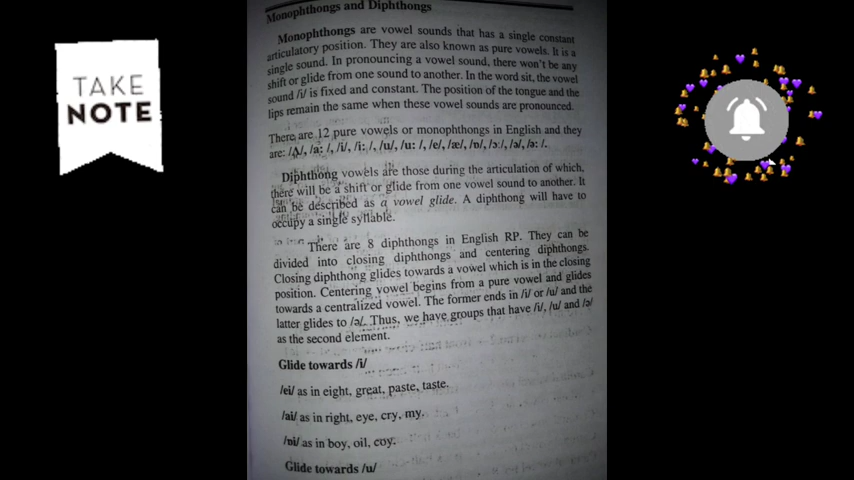 TAKE
NOTE
Monophthongs and Diphthongs
Monophthongs are vowel sounds that has a single constant
articulatory position. They are also known as pure vowels. It is a
single sound. In pronouncing a vowel sound, there won't be any
shift or glide from one sound to another. In the word sit, the vowel
sound /i/ is fixed and constant. The position of the tongue and the
lips remain the same when these vowel sounds are pronounced.
There are 12 pure vowels or monophthongs in English and they
are: /ʌ/, /a: /, /i/, /i: /, /u/, /u: /, /e/, /æ/, /ɒ/, /ɔ:/, /ə/, /ə: /.
Diphthong vowels are those during the articulation of which,
there will be a shift or glide from one vowel sound to another. It
can be described as a vowel glide. A diphthong will have to
occupy a single syllable.
There are 8 diphthongs in English RP. They can be
divided into closing diphthongs and centering diphthongs.
Closing diphthong glides towards a vowel which is in the closing
position. Centering vowel begins from a pure vowel and glides
towards a centralized vowel. The former ends in /i/ or /u/ and the
latter glides to /ə/. Thus, we have groups that have /i/, /u/ and /ə/
as the second element.
Glide towards /i/
/ei/ as in eight, great, paste, taste.
/ai/ as in right, eye, cry, my.
/ɒi/ as in boy, oil, coy.
Glide towards /u/